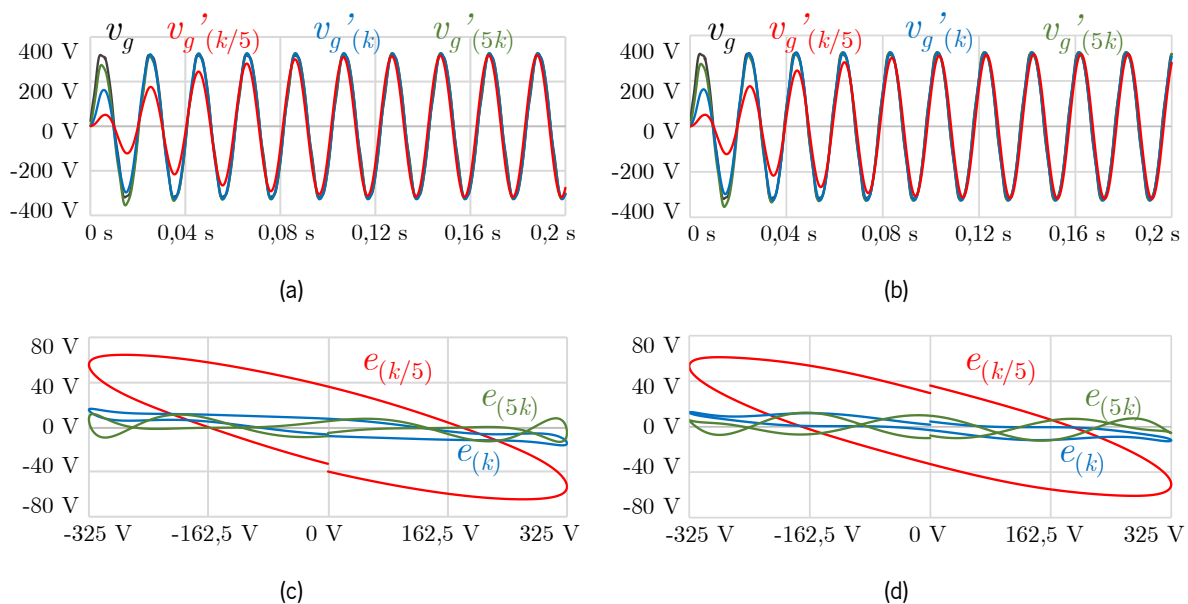 v_g v_g'(k/5) v_g'(k) v_g'(5k)
400 V
200 V
0 V
-200 V
-400 V
0 s 0,04 s 0,08 s 0,12 s 0,16 s 0,2 s
(a)
v_g v_g'(k/5) v_g'(k) v_g'(5k)
400 V
200 V
0 V
-200 V
-400 V
0 s 0,04 s 0,08 s 0,12 s 0,16 s 0,2 s
(b)
80 V
40 V
0 V
-40 V
-80 V
e(k/5)
e(5k)
e(k)
-325 V -162,5 V 0 V 162,5 V 325 V
(c)
80 V
40 V
0 V
-40 V
-80 V
e(k/5)
e(5k)
e(k)
-325 V -162,5 V 0 V 162,5 V 325 V
(d)